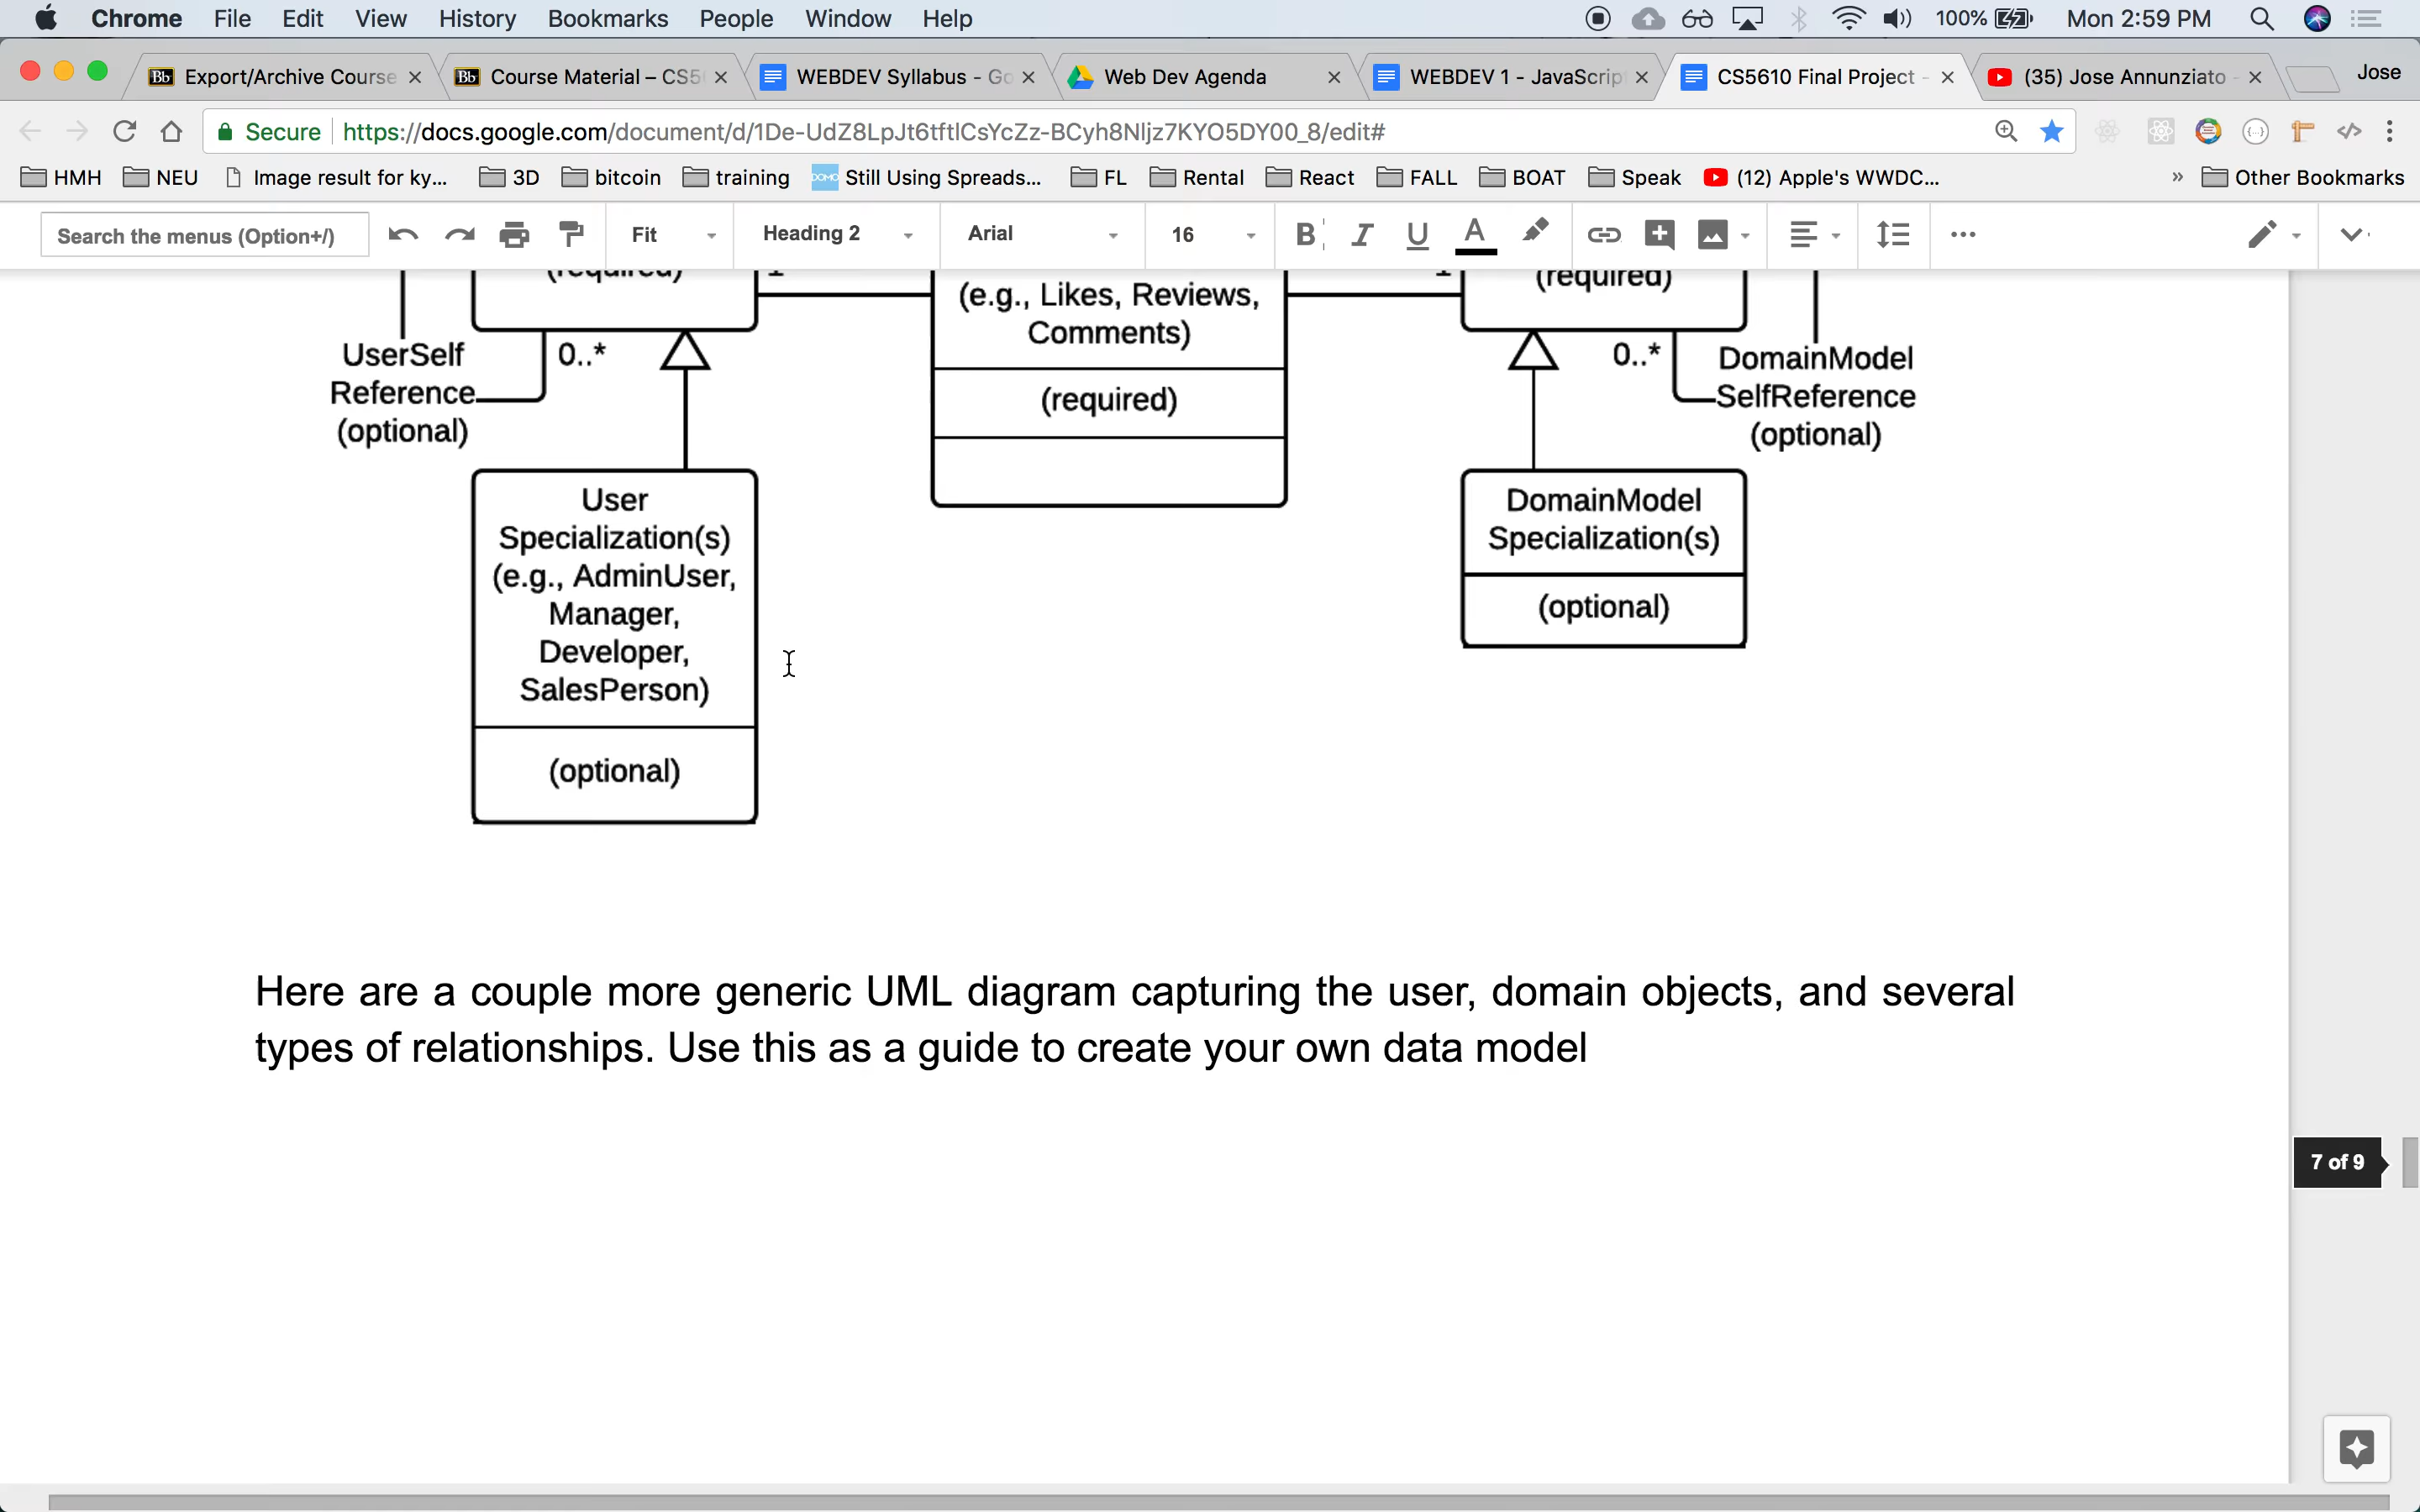 Chrome File Edit View History Bookmarks People Window Help 100% Mon 2:59 PM
Export/Archive Course Course Material – CS5 WEBDEV Syllabus - Go Web Dev Agenda WEBDEV 1 - JavaScrip CS5610 Final Project - (35) Jose Annunziato - Jose
Secure https://docs.google.com/document/d/1De-UdZ8LpJt6tftlCsYcZz-BCyh8Nljz7KYO5DY00_8/edit#
HMH NEU Image result for ky... 3D bitcoin training DOMO Still Using Spreads... FL Rental React FALL BOAT Speak (12) Apple's WWDC... » Other Bookmarks
Search the menus (Option+/) Fit Heading 2 Arial 16 B I U A
(required) 1
(e.g., Likes, Reviews,
Comments)
(required)
1 (required)
UserSelf
Reference
(optional)
0..*
0..*
DomainModel
SelfReference
(optional)
User
Specialization(s)
(e.g., AdminUser,
Manager,
Developer,
SalesPerson)
(optional)
DomainModel
Specialization(s)
(optional)
Here are a couple more generic UML diagram capturing the user, domain objects, and several
types of relationships. Use this as a guide to create your own data model
7 of 9